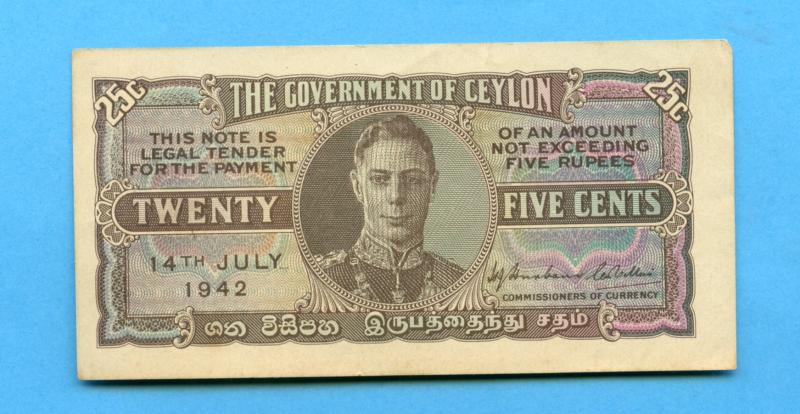 THE GOVERNMENT OF CEYLON
25C
25C
THIS NOTE IS
LEGAL TENDER
FOR THE PAYMENT
OF AN AMOUNT
NOT EXCEEDING
FIVE RUPEES
TWENTY FIVE CENTS
14TH JULY
1942
COMMISSIONERS OF CURRENCY
ශත විසිපහ இருபத்தைந்து சதம்